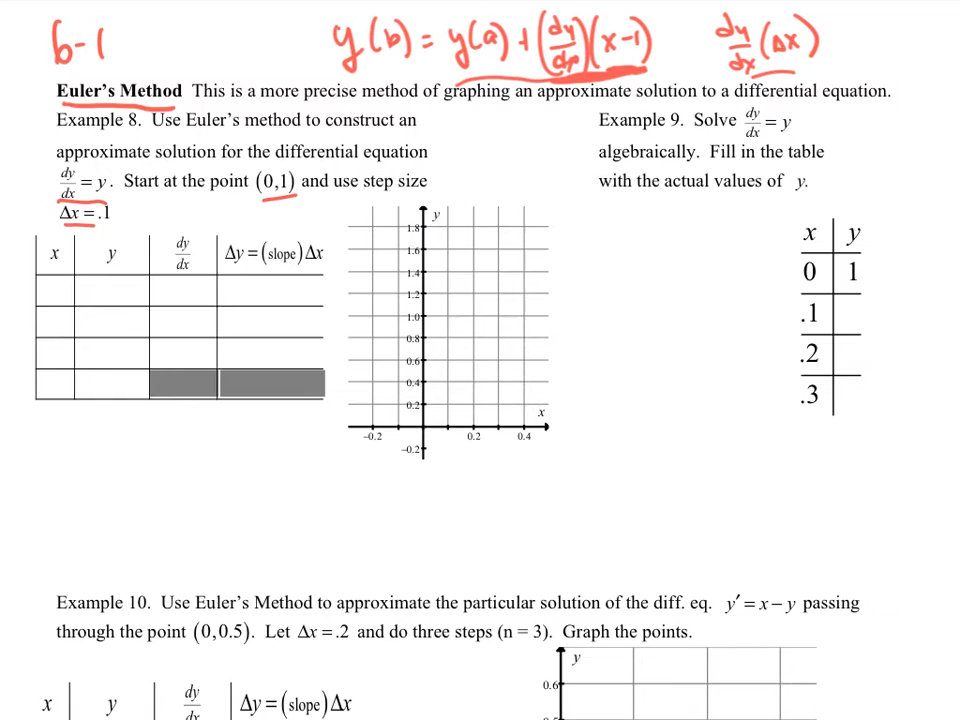 6-1 y(b) = y(a) + (dy/dx)(x-1) dy/dx (Δx)
Euler's Method This is a more precise method of graphing an approximate solution to a differential equation.
Example 8. Use Euler's method to construct an
approximate solution for the differential equation
dy/dx = y. Start at the point (0,1) and use step size
Δx = .1
x y dy/dx Δy = (slope) Δx
y
1.8
1.6
1.4
1.2
1.0
0.8
0.6
0.4
0.2
x
-0.2 0.2 0.4
-0.2
Example 9. Solve dy/dx = y
algebraically. Fill in the table
with the actual values of y.
x y
0 1
.1
.2
.3
Example 10. Use Euler's Method to approximate the particular solution of the diff. eq. y′ = x − y passing
through the point (0,0.5). Let Δx = .2 and do three steps (n = 3). Graph the points.
x y dy/dx Δy = (slope) Δx
y
0.6